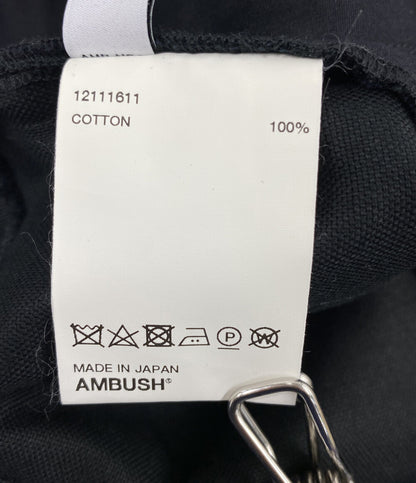 12111611
COTTON 100%
P W
MADE IN JAPAN
AMBUSH®